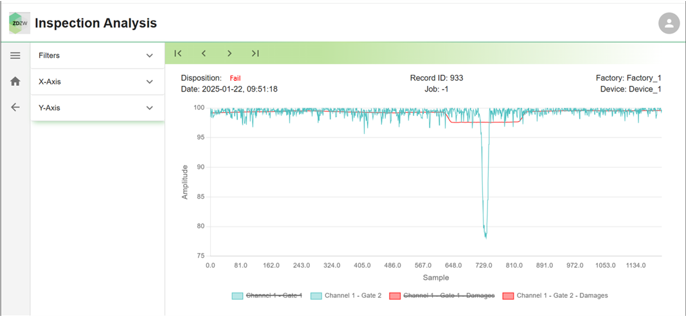 ZDZW Inspection Analysis
Filters
X-Axis
Y-Axis
Disposition: Fail Record ID: 933 Factory: Factory_1
Date: 2025-01-22, 09:51:18 Job: -1 Device: Device_1
100
95
90
85
80
75
Amplitude
0.0 81.0 162.0 243.0 324.0 405.0 486.0 567.0 648.0 729.0 810.0 891.0 972.0 1053.0 1134.0
Sample
Channel 1 - Gate 1 Channel 1 - Gate 2 Channel 1 - Gate 1 - Damages Channel 1 - Gate 2 - Damages